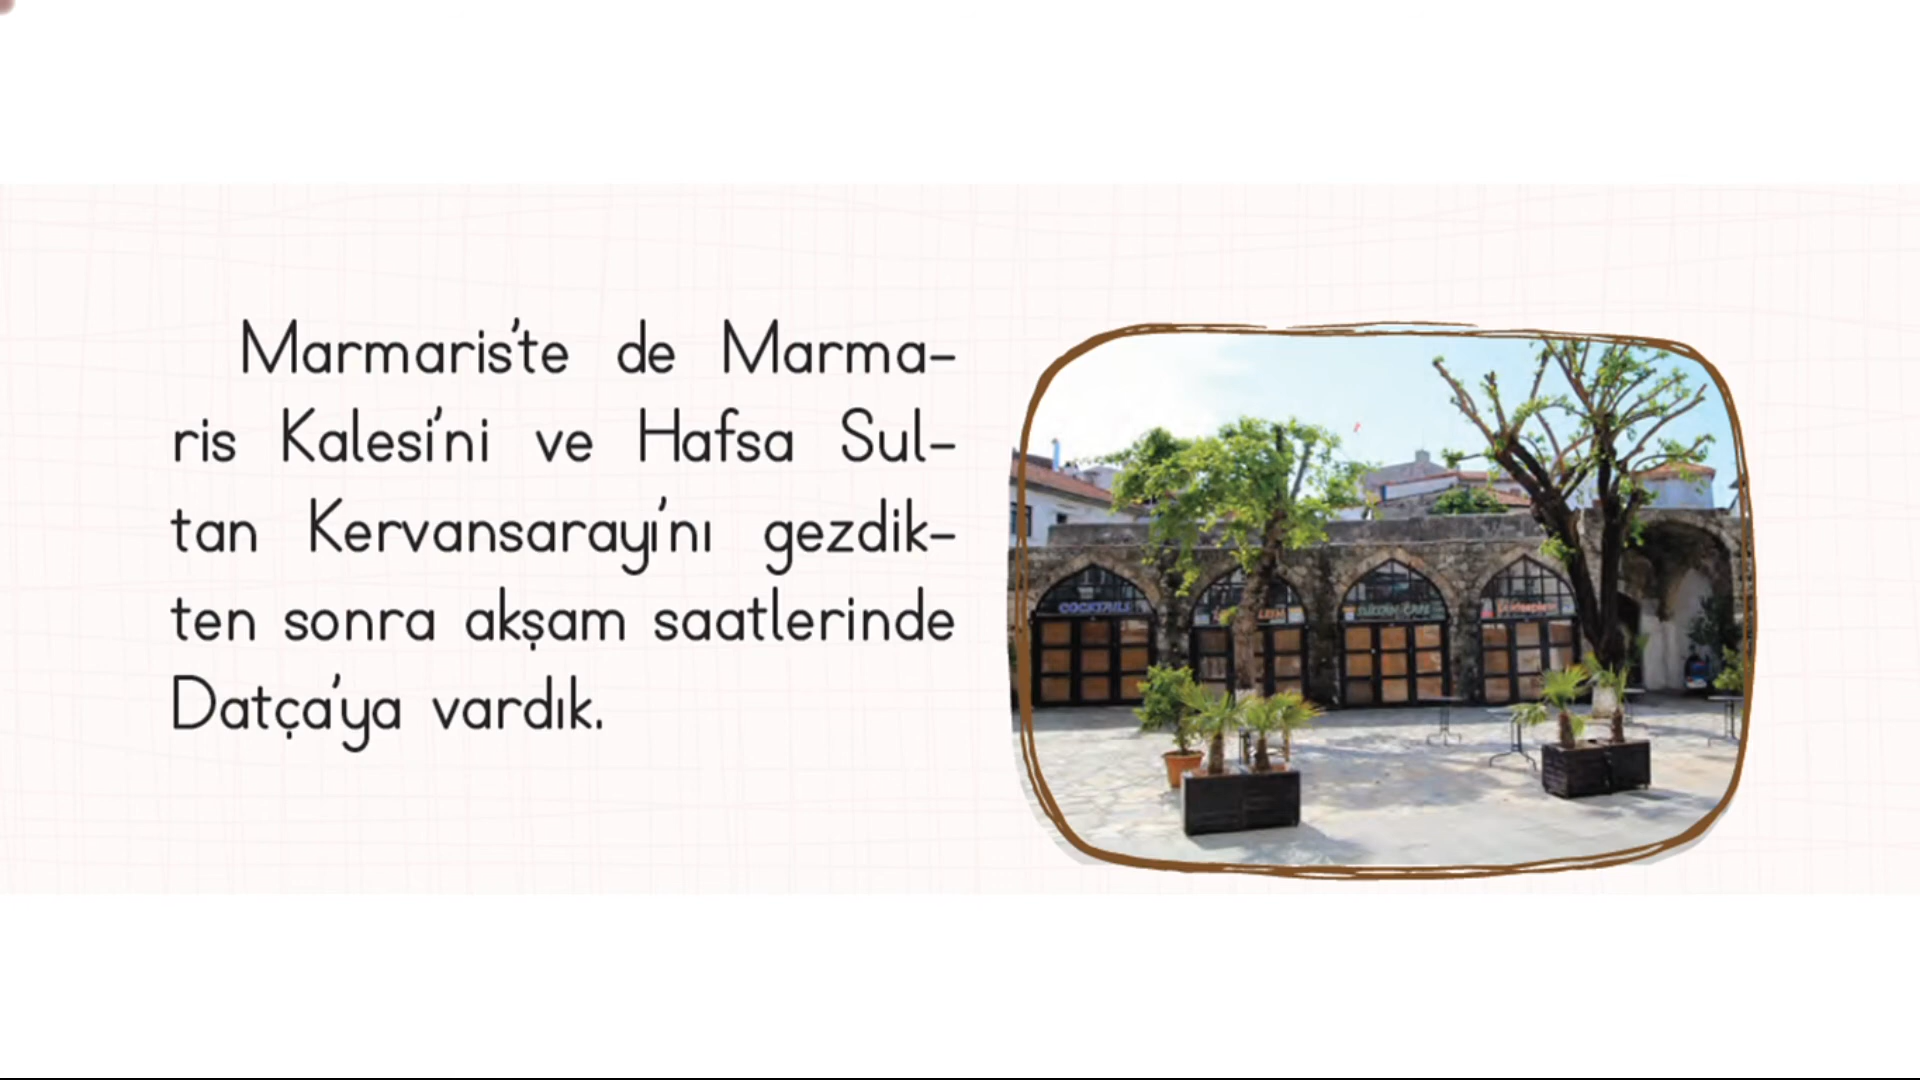 Marmaris'te de Marma-
ris Kalesi'ni ve Hafsa Sul-
tan Kervansarayı'nı gezdik-
ten sonra akşam saatlerinde
Datça'ya vardık.
COCKTAILS